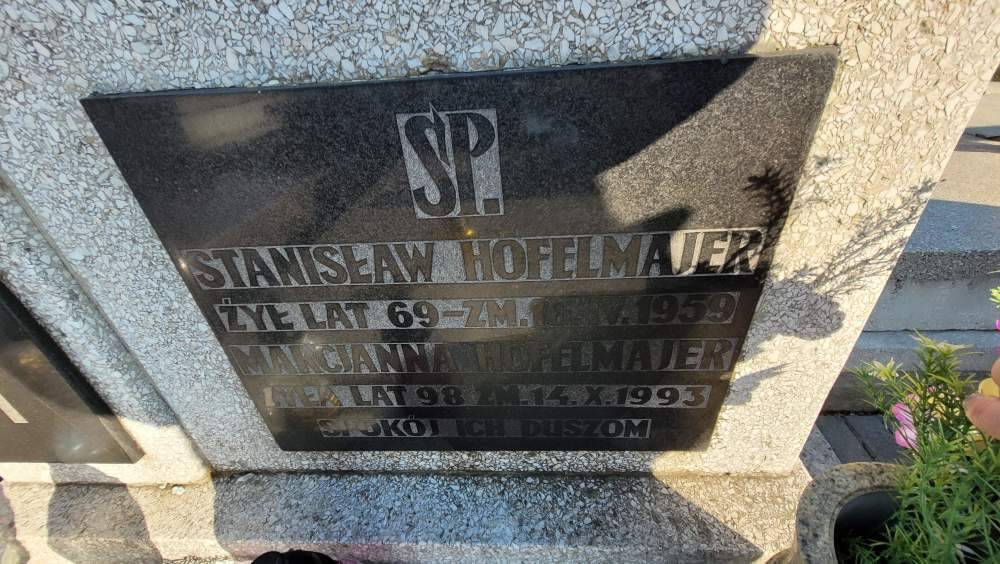 ŚP.
STANISŁAW HOFELMAJER
ŻYŁ LAT 69-ZM. IV.1959
MARCJANNA HOFELMAJER
ŻYŁA LAT 98 ZM.14.X.1993
SPOKÓJ ICH DUSZOM